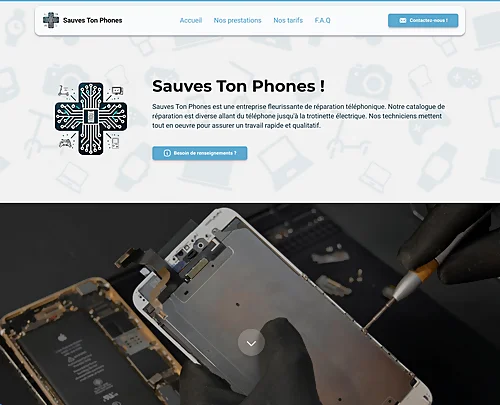 Sauves Ton Phones
Accueil
Nos prestations
Nos tarifs
F.A.Q
Contactez-nous !
Sauves Ton Phones !
Sauves Ton Phones est une entreprise fleurissante de réparation téléphonique. Notre catalogue de
réparation est diverse allant du téléphone jusqu'à la trotinette électrique. Nos techniciens mettent
tout en oeuvre pour assurer un travail rapide et qualitatif.
Besoin de renseignements ?